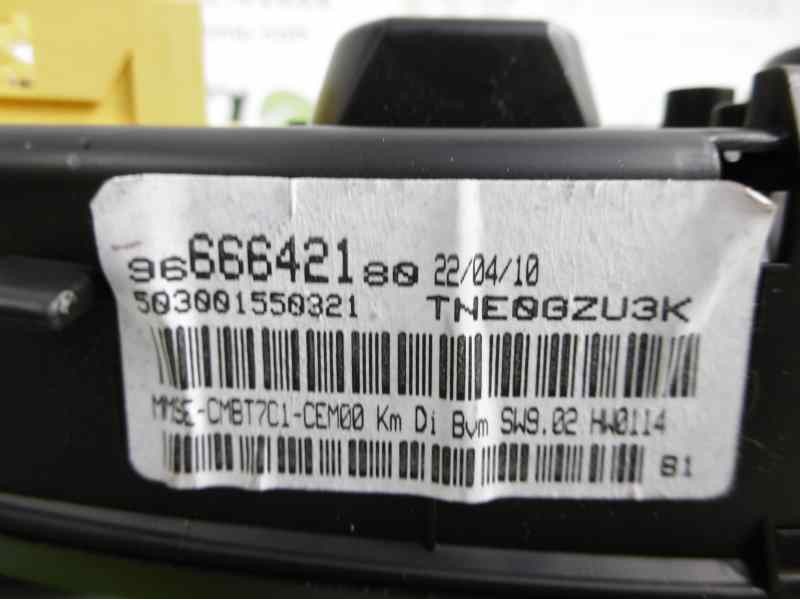 9666642180 22/04/10
503001550321 TNE0GZU3K
MMSE-CMBT7C1-CEM00 Km Di Bvm SW9.02 HW0114
81